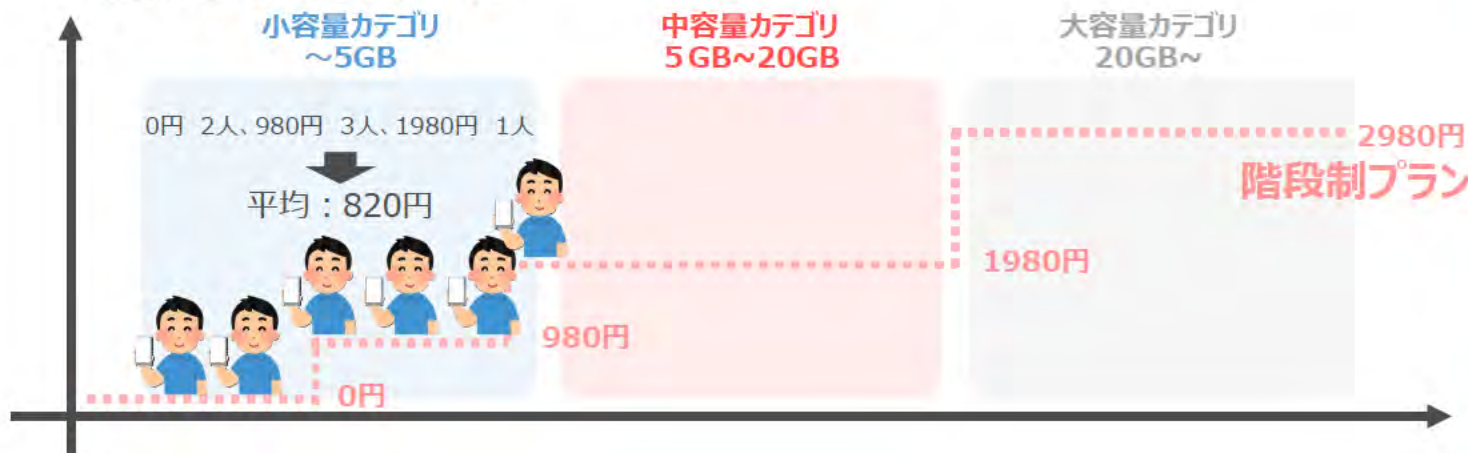 小容量カテゴリ
～5GB
中容量カテゴリ
5GB~20GB
大容量カテゴリ
20GB~
0円 2人、980円 3人、1980円 1人
平均：820円
2980円
階段制プラン
1980円
980円
0円